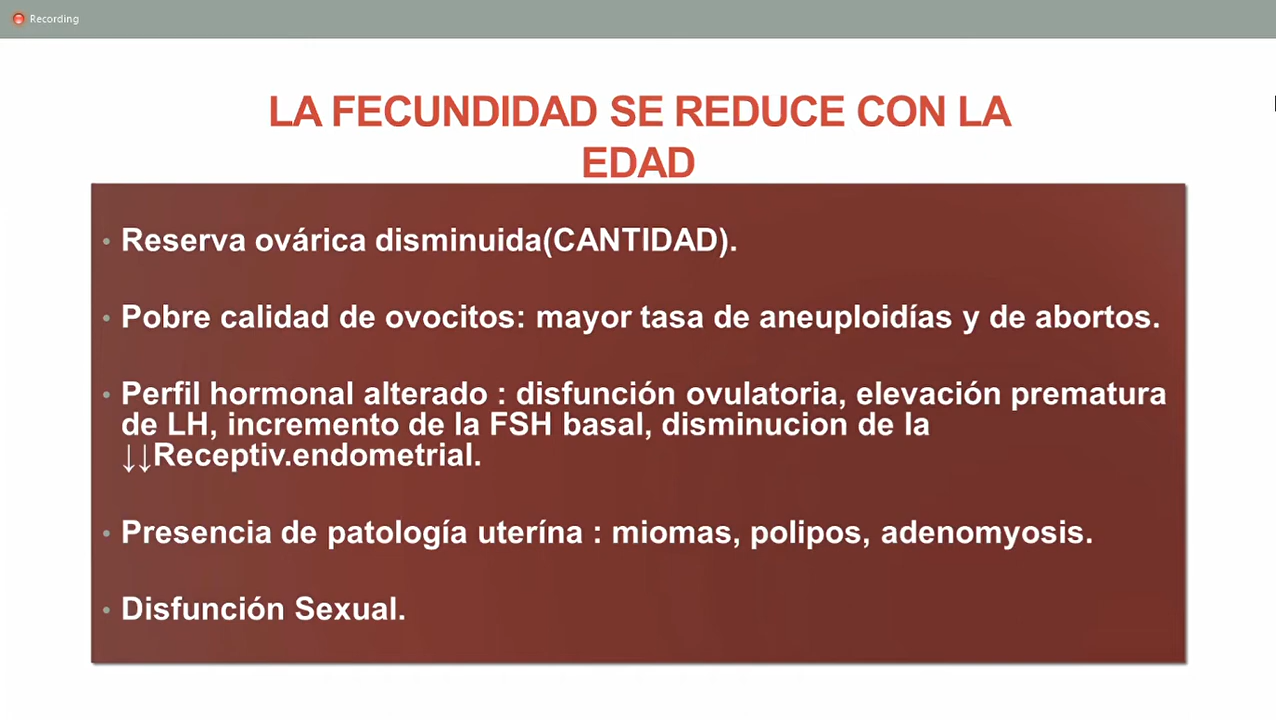 Recording
LA FECUNDIDAD SE REDUCE CON LA
EDAD
• Reserva ovárica disminuida(CANTIDAD).
• Pobre calidad de ovocitos: mayor tasa de aneuploidías y de abortos.
• Perfil hormonal alterado : disfunción ovulatoria, elevación prematura
de LH, incremento de la FSH basal, disminucion de la
↓↓Receptiv.endometrial.
• Presencia de patología uterína : miomas, polipos, adenomyosis.
• Disfunción Sexual.